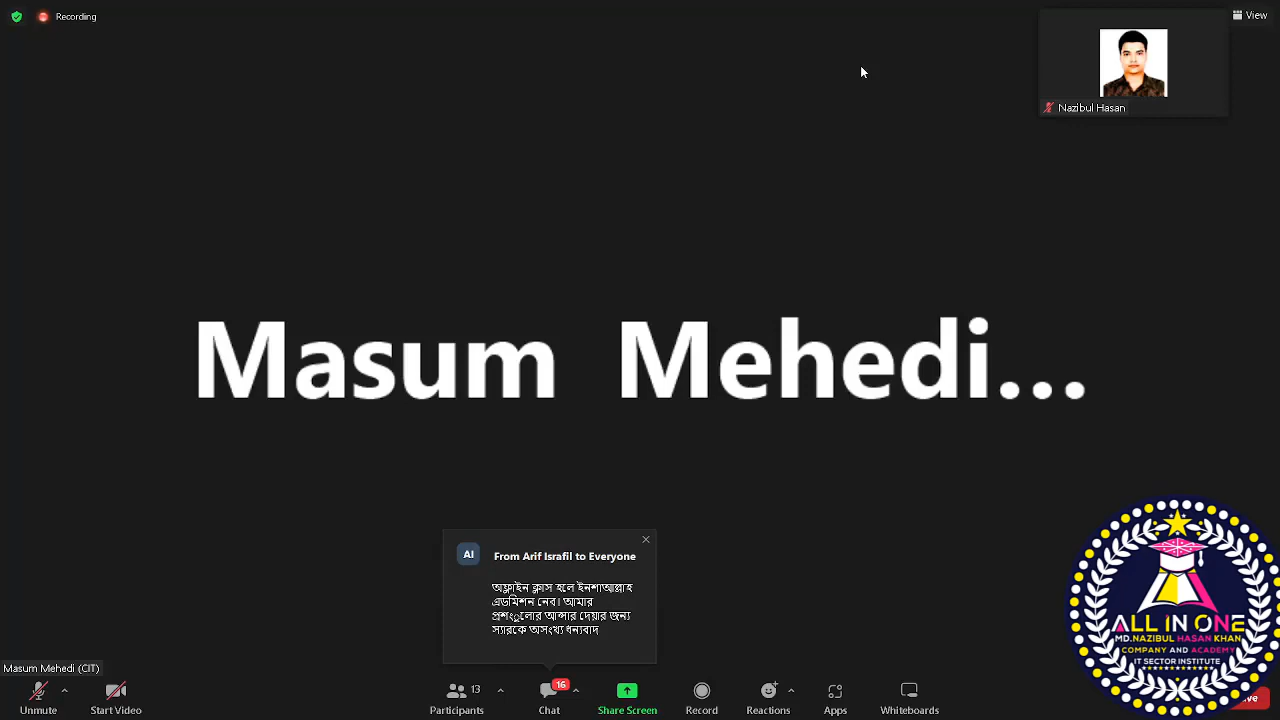 Recording
View
Nazibul Hasan
Masum Mehedi...
AI From Arif Israfil to Everyone
অফ্লাইন ক্লাস হলে ইনশাআল্লাহ
এডমিশন নেব। আমার
প্রশংুলোর আন্সার দেয়ার জন্য
স্যারকে অসংখ্য ধন্যবাদ
ALL IN ONE
MD.NAZIBUL HASAN KHAN
COMPANY AND ACADEMY
IT SECTOR INSTITUTE
Masum Mehedi (CIT)
Unmute
Start Video
13
Participants
16
Chat
Share Screen
Record
Reactions
Apps
Whiteboards